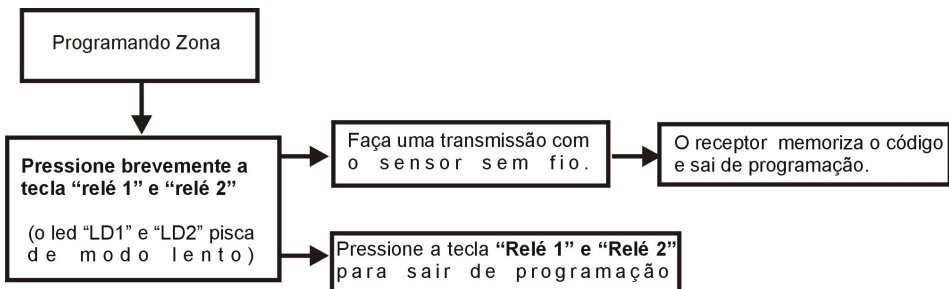 Programando Zona
Pressione brevemente a
tecla “relé 1” e “relé 2”
(o led “LD1” e “LD2” pisca
de modo lento)
Faça uma transmissão com
o sensor sem fio.
O receptor memoriza o código
e sai de programação.
Pressione a tecla “Relé 1” e “Relé 2”
para sair de programação